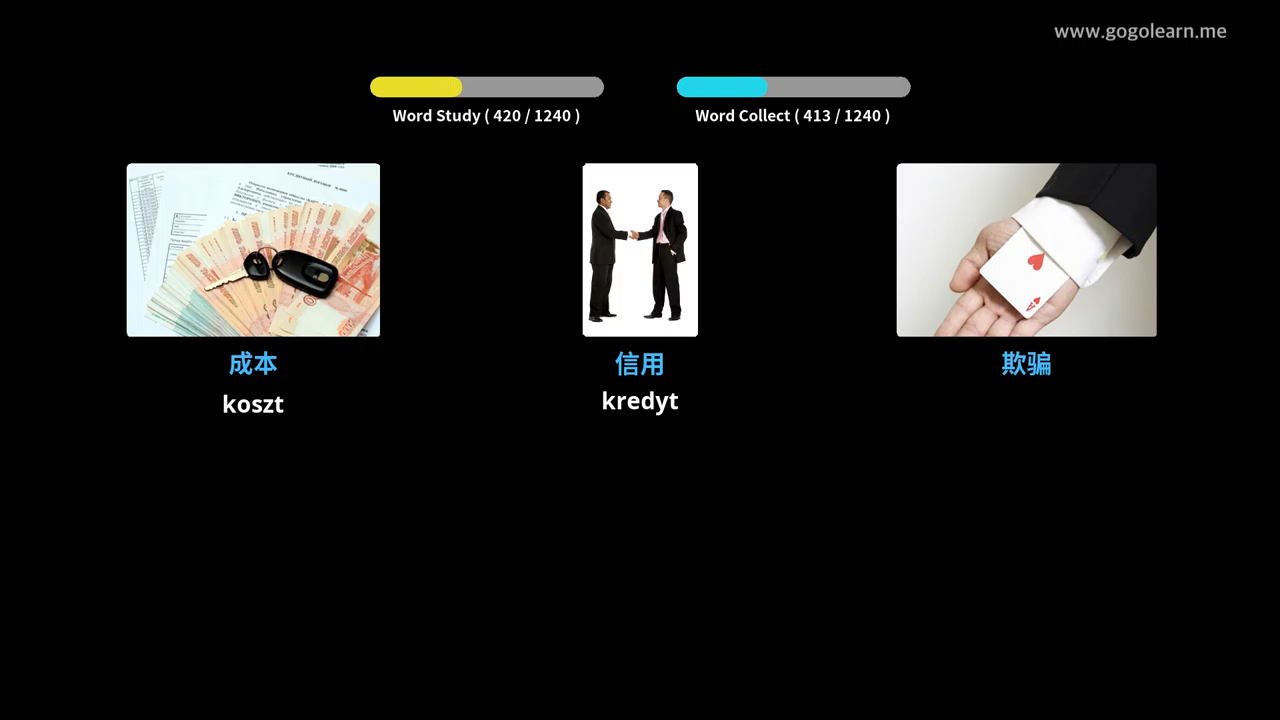 www.gogolearn.me
Word Study ( 420 / 1240 )
Word Collect ( 413 / 1240 )
成本
信用
欺骗
koszt
kredyt